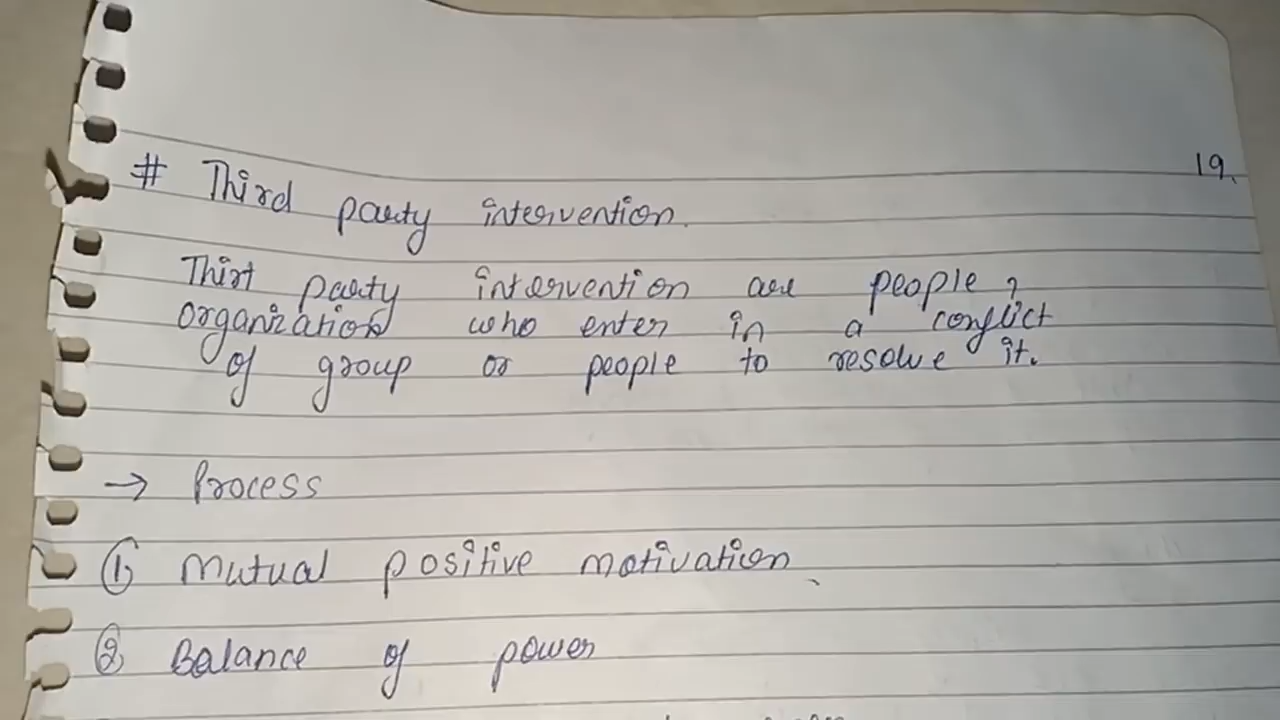 19.
# Third party intervention.
Thirt party intervention are people,
organization who enter in a conflict
of group or people to resolve it.
→ Process
① Mutual positive motivation
② Balance of power